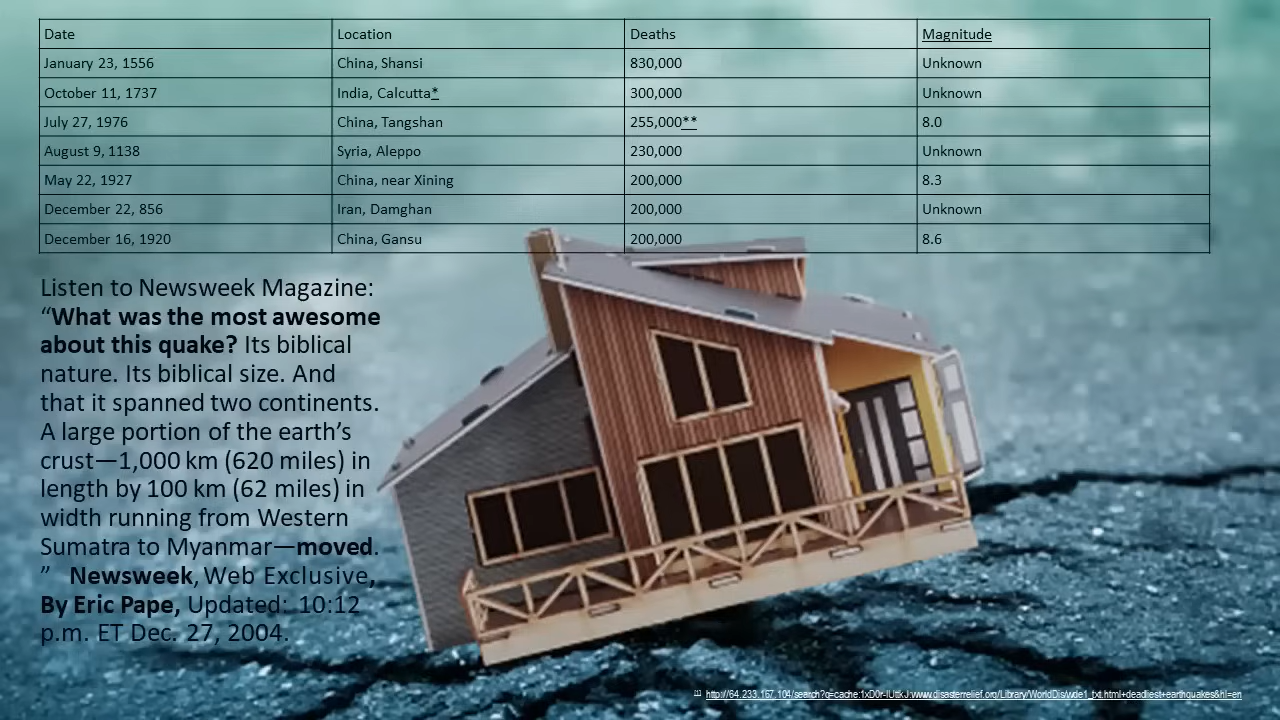 Date Location Deaths Magnitude
January 23, 1556 China, Shansi 830,000 Unknown
October 11, 1737 India, Calcutta* 300,000 Unknown
July 27, 1976 China, Tangshan 255,000** 8.0
August 9, 1138 Syria, Aleppo 230,000 Unknown
May 22, 1927 China, near Xining 200,000 8.3
December 22, 856 Iran, Damghan 200,000 Unknown
December 16, 1920 China, Gansu 200,000 8.6
Listen to Newsweek Magazine:
“What was the most awesome
about this quake? Its biblical
nature. Its biblical size. And
that it spanned two continents.
A large portion of the earth’s
crust—1,000 km (620 miles) in
length by 100 km (62 miles) in
width running from Western
Sumatra to Myanmar—moved.
” Newsweek, Web Exclusive,
By Eric Pape, Updated: 10:12
p.m. ET Dec. 27, 2004.